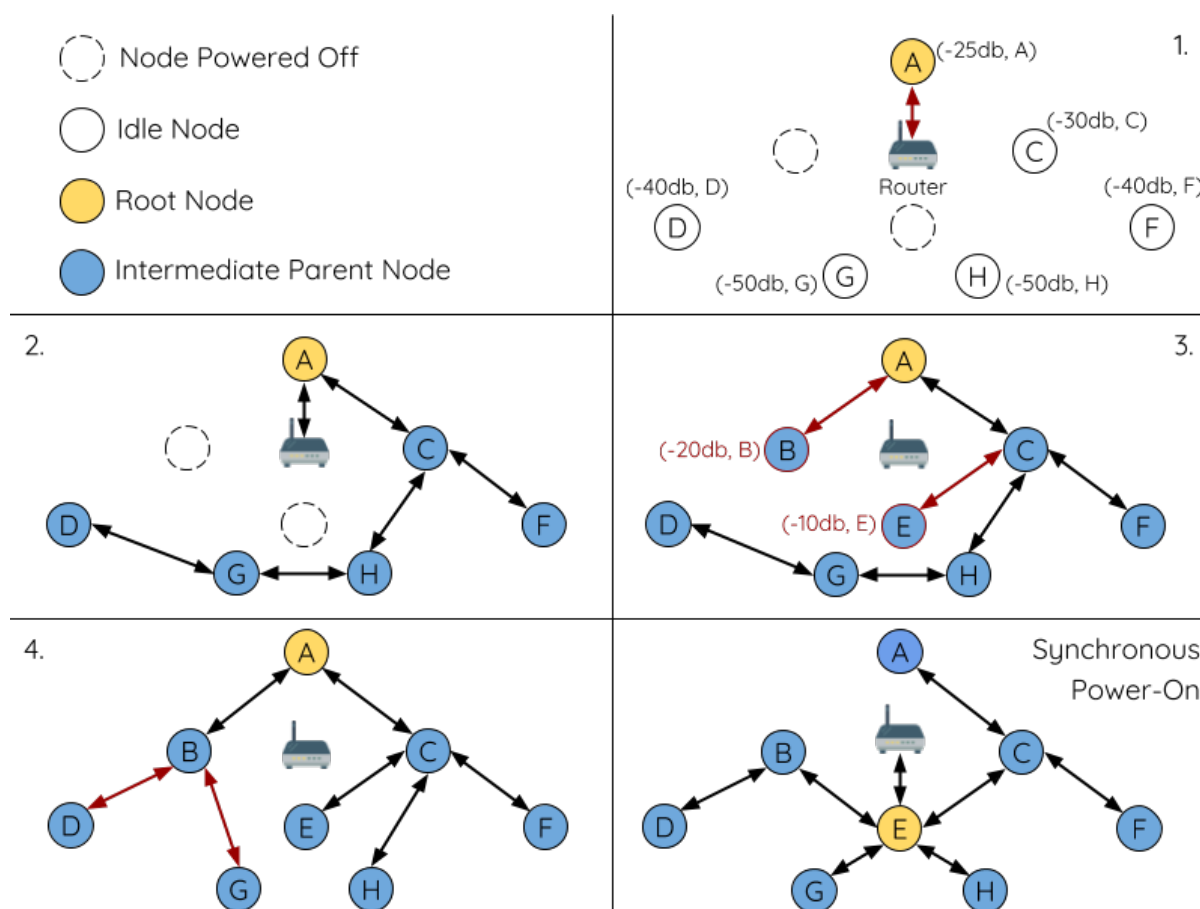 Node Powered Off
Idle Node
Root Node
Intermediate Parent Node
1.
A
(-25db, A)
(-30db, C)
C
Router
(-40db, D)
D
(-40db, F)
F
(-50db, G)
G
H
(-50db, H)
2.
A
C
D
F
G
H
3.
A
(-20db, B)
B
C
(-10db, E)
E
D
F
G
H
4.
A
B
C
D
E
F
G
H
Synchronous
Power-On
A
B
C
D
E
F
G
H